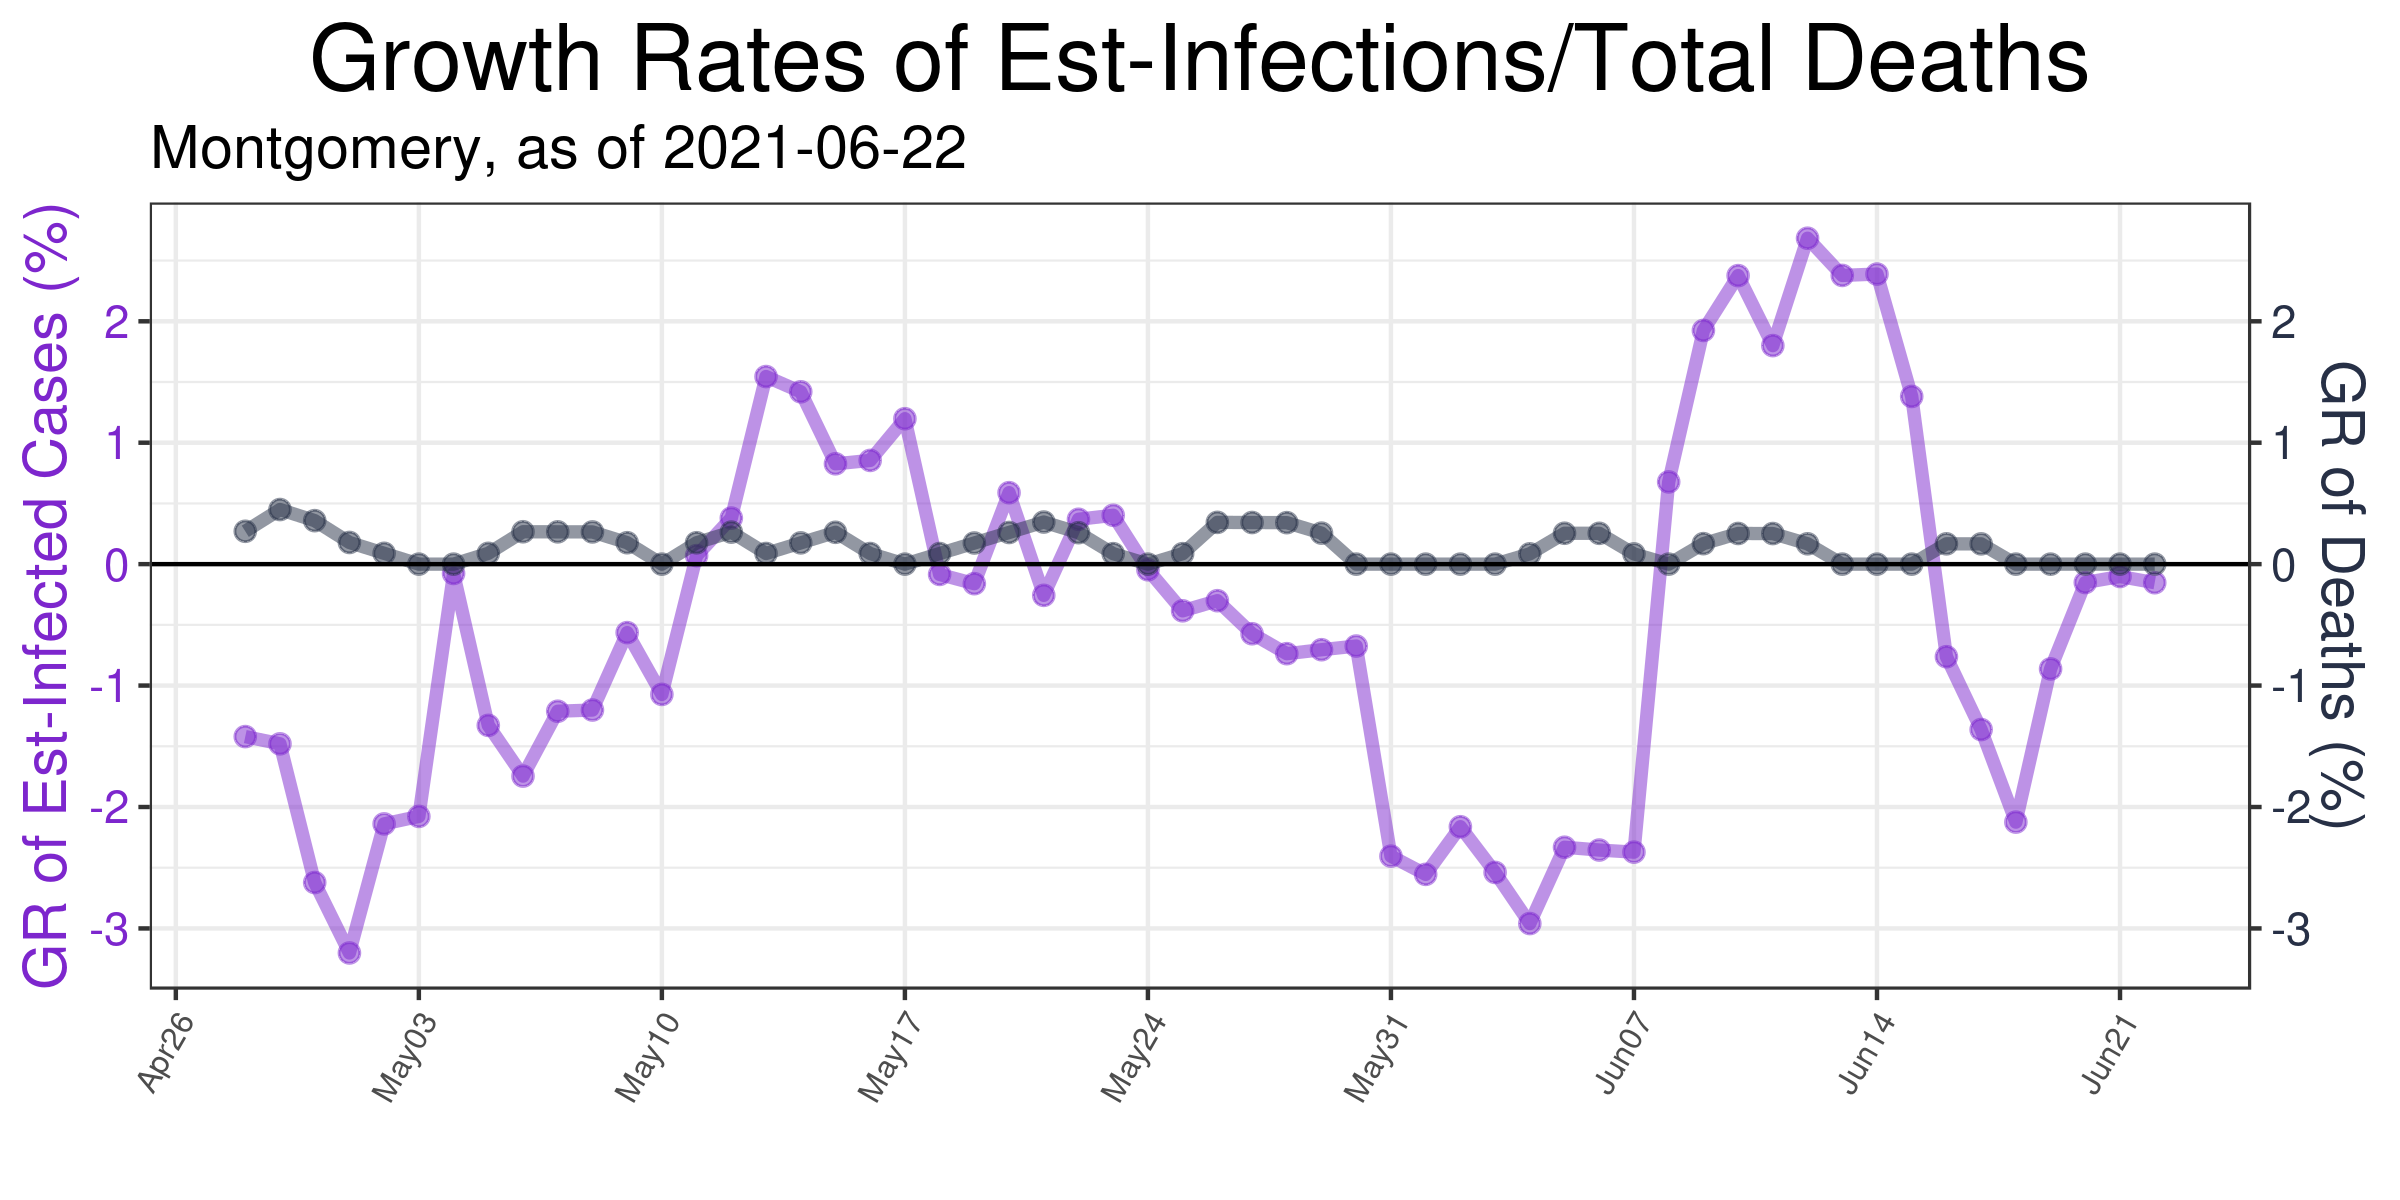 Growth Rates of Est-Infections/Total Deaths
Montgomery, as of 2021-06-22
GR of Est-Infected Cases (%)
2
1
0
-1
-2
-3
2
1
0
-1
-2
-3
GR of Deaths (%)
Apr26
May03
May10
May17
May24
May31
Jun07
Jun14
Jun21